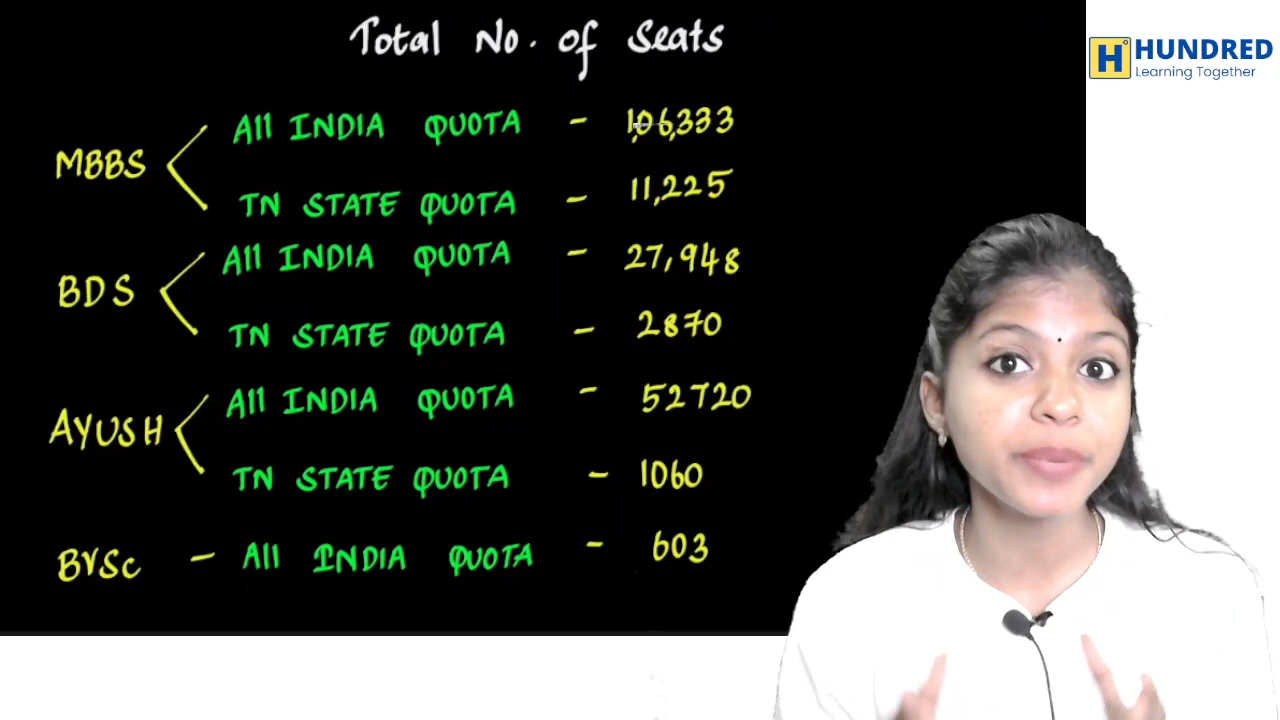 Total No. of Seats
HUNDRED
Learning Together
MBBS
All INDIA QUOTA - 1,06,333
TN STATE QUOTA - 11,225
BDS
All INDIA QUOTA - 27,948
TN STATE QUOTA - 2870
AYUSH
All INDIA QUOTA - 52720
TN STATE QUOTA - 1060
BVSc - All INDIA QUOTA - 603